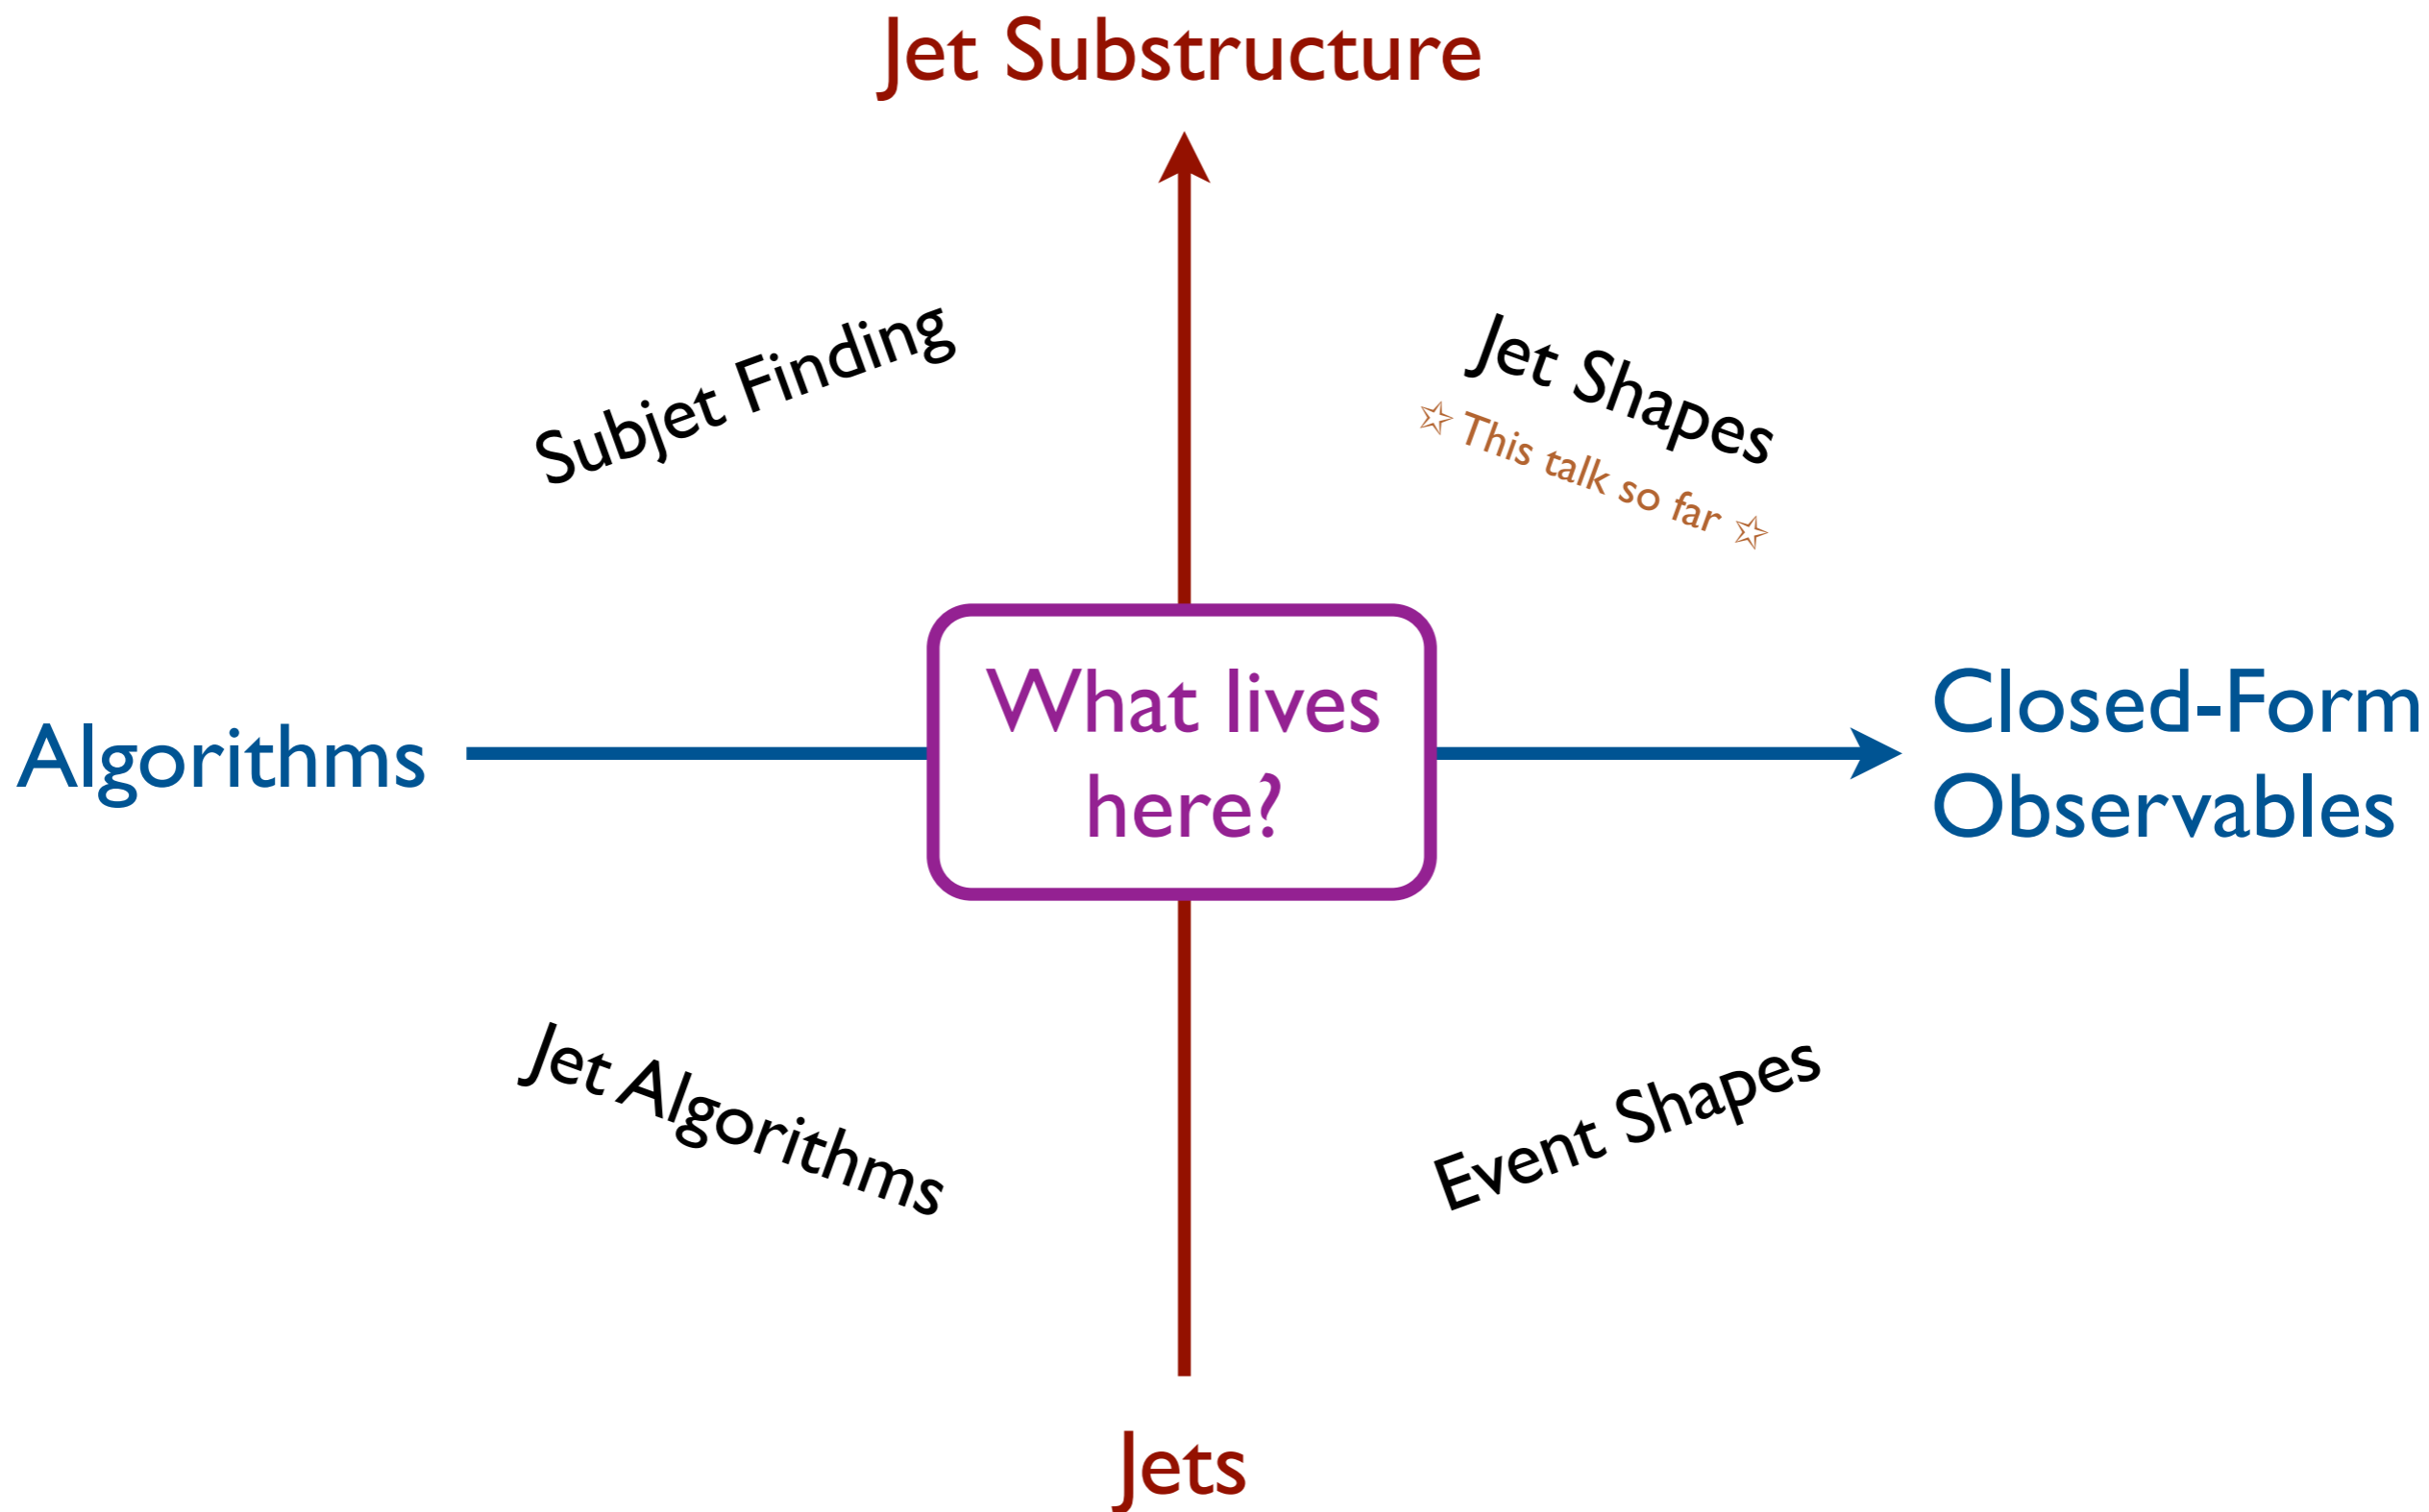 Jet Substructure
Subjet Finding
Jet Shapes
☆ This talk so far ☆
Algorithms
What lives
here?
Closed-Form
Observables
Jet Algorithms
Event Shapes
Jets